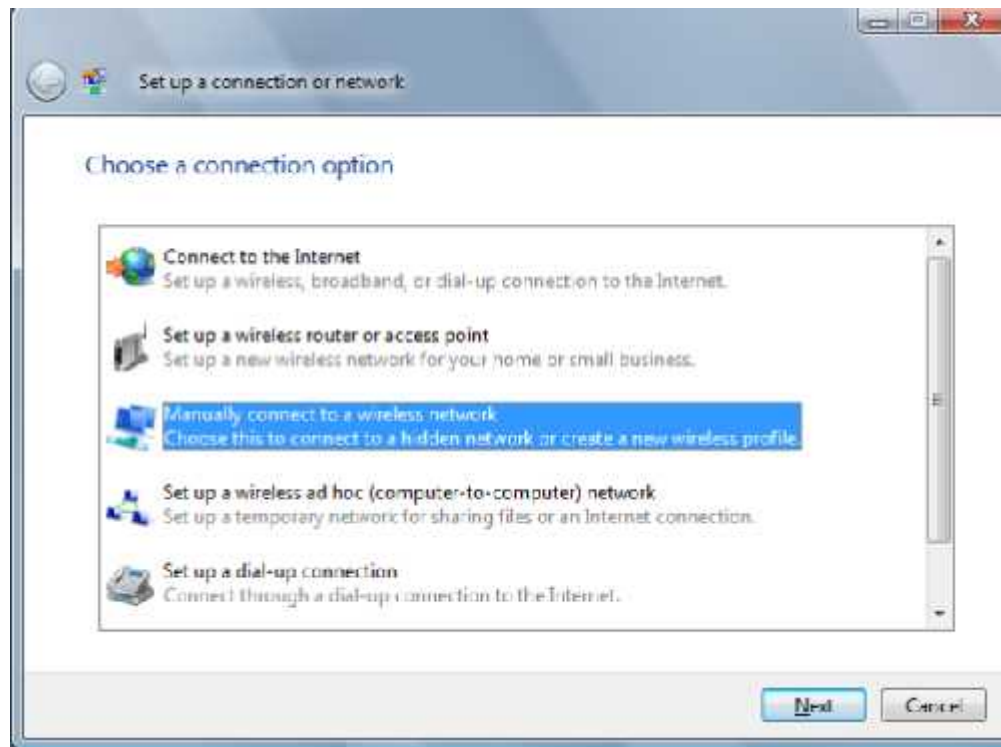 Set up a connection or network
Choose a connection option
Connect to the Internet
Set up a wireless, broadband, or dial-up connection to the Internet.
Set up a wireless router or access point
Set up a new wireless network for your home or small business.
Manually connect to a wireless network
Choose this to connect to a hidden network or create a new wireless profile.
Set up a wireless ad hoc (computer-to-computer) network
Set up a temporary network for sharing files or an Internet connection.
Set up a dial-up connection
Connect through a dial-up connection to the Internet.
Next
Cancel